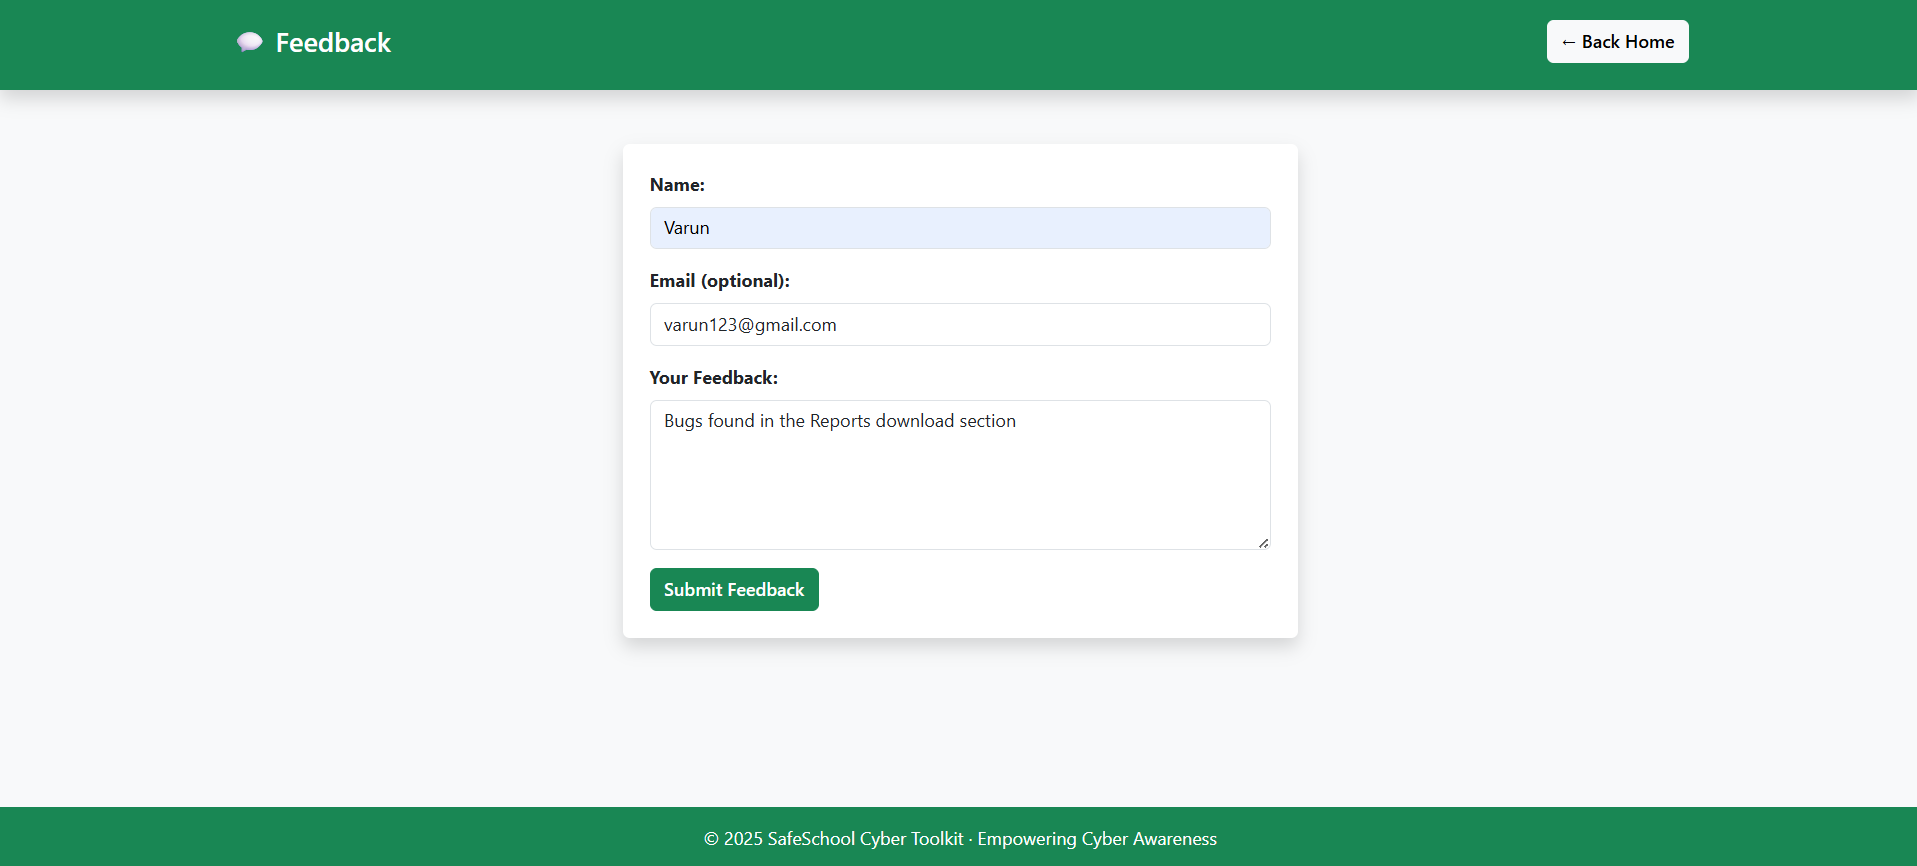 Feedback
← Back Home
Name:
Varun
Email (optional):
varun123@gmail.com
Your Feedback:
Bugs found in the Reports download section
Submit Feedback
© 2025 SafeSchool Cyber Toolkit · Empowering Cyber Awareness